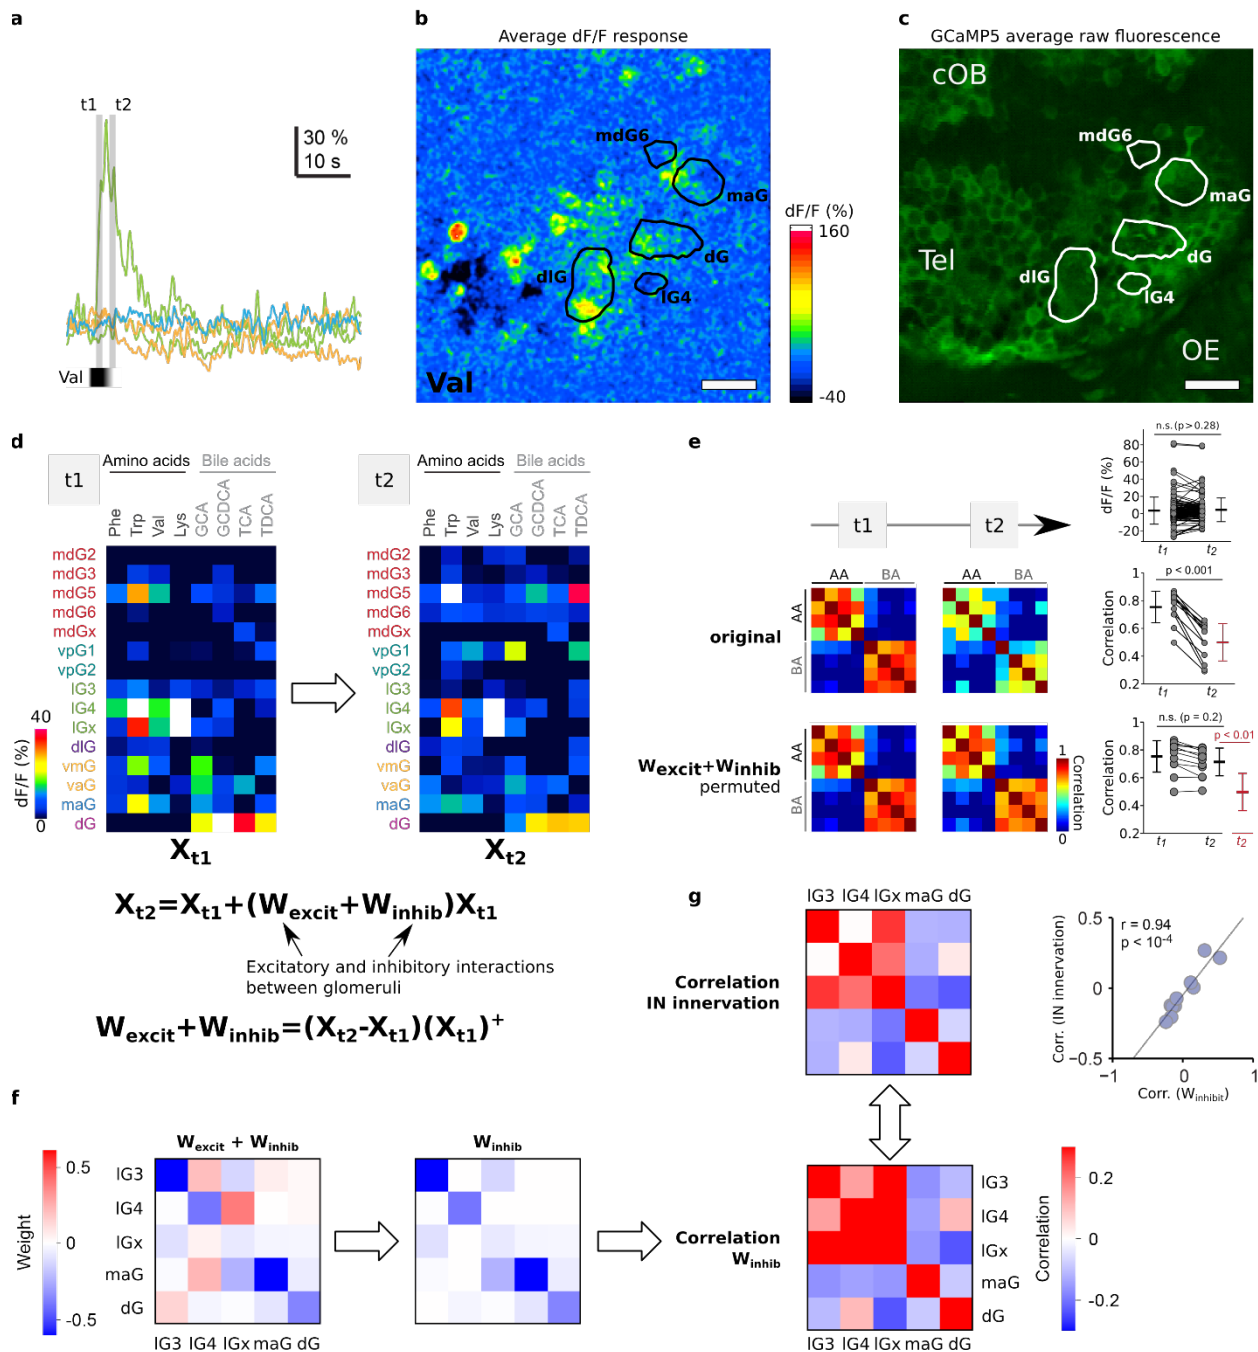 a
t1 t2
30 %
10 s
Val
b
Average dF/F response
mdG6
maG
dG
dlG
lG4
Val
dF/F (%)
160
-40
c
GCaMP5 average raw fluorescence
cOB
mdG6
maG
Tel
dG
dlG
lG4
OE
d
t1
Amino acids Bile acids
Phe Trp Val Lys GCA GCDCA TCA TDCA
mdG2
mdG3
mdG5
mdG6
mdGx
vpG1
vpG2
lG3
lG4
lGx
dlG
vmG
vaG
maG
dG
40
dF/F (%)
0
Xt1
t2
Amino acids Bile acids
Phe Trp Val Lys GCA GCDCA TCA TDCA
mdG2
mdG3
mdG5
mdG6
mdGx
vpG1
vpG2
lG3
lG4
lGx
dlG
vmG
vaG
maG
dG
Xt2
Xt2=Xt1+(Wexcit+Winhib)Xt1
Excitatory and inhibitory interactions
between glomeruli
Wexcit+Winhib=(Xt2-Xt1)(Xt1)+
e
t1 t2
n.s. (p > 0.28)
80
60
40
20
0
-20
dF/F (%)
t1 t2
AA BA AA BA
original
AA
BA
p < 0.001
1
0.8
0.6
0.4
0.2
Correlation
t1 t2
Wexcit+Winhib
permuted
AA
BA
1
Correlation
0
n.s. (p = 0.2)
p < 0.01
1
0.8
0.6
0.4
0.2
Correlation
t1 t2 t2
f
Wexcit + Winhib
Weight
0.5
0
-0.5
lG3
lG4
lGx
maG
dG
lG3 lG4 lGx maG dG
Winhib
g
lG3 lG4 lGx maG dG
Correlation
IN innervation
r = 0.94
p < 10-4
0.5
0
-0.5
Corr. (IN innervation)
-1 0 1
Corr. (Winhibit)
Correlation
Winhib
lG3
lG4
lGx
maG
dG
lG3 lG4 lGx maG dG
0.2
0
-0.2
Correlation